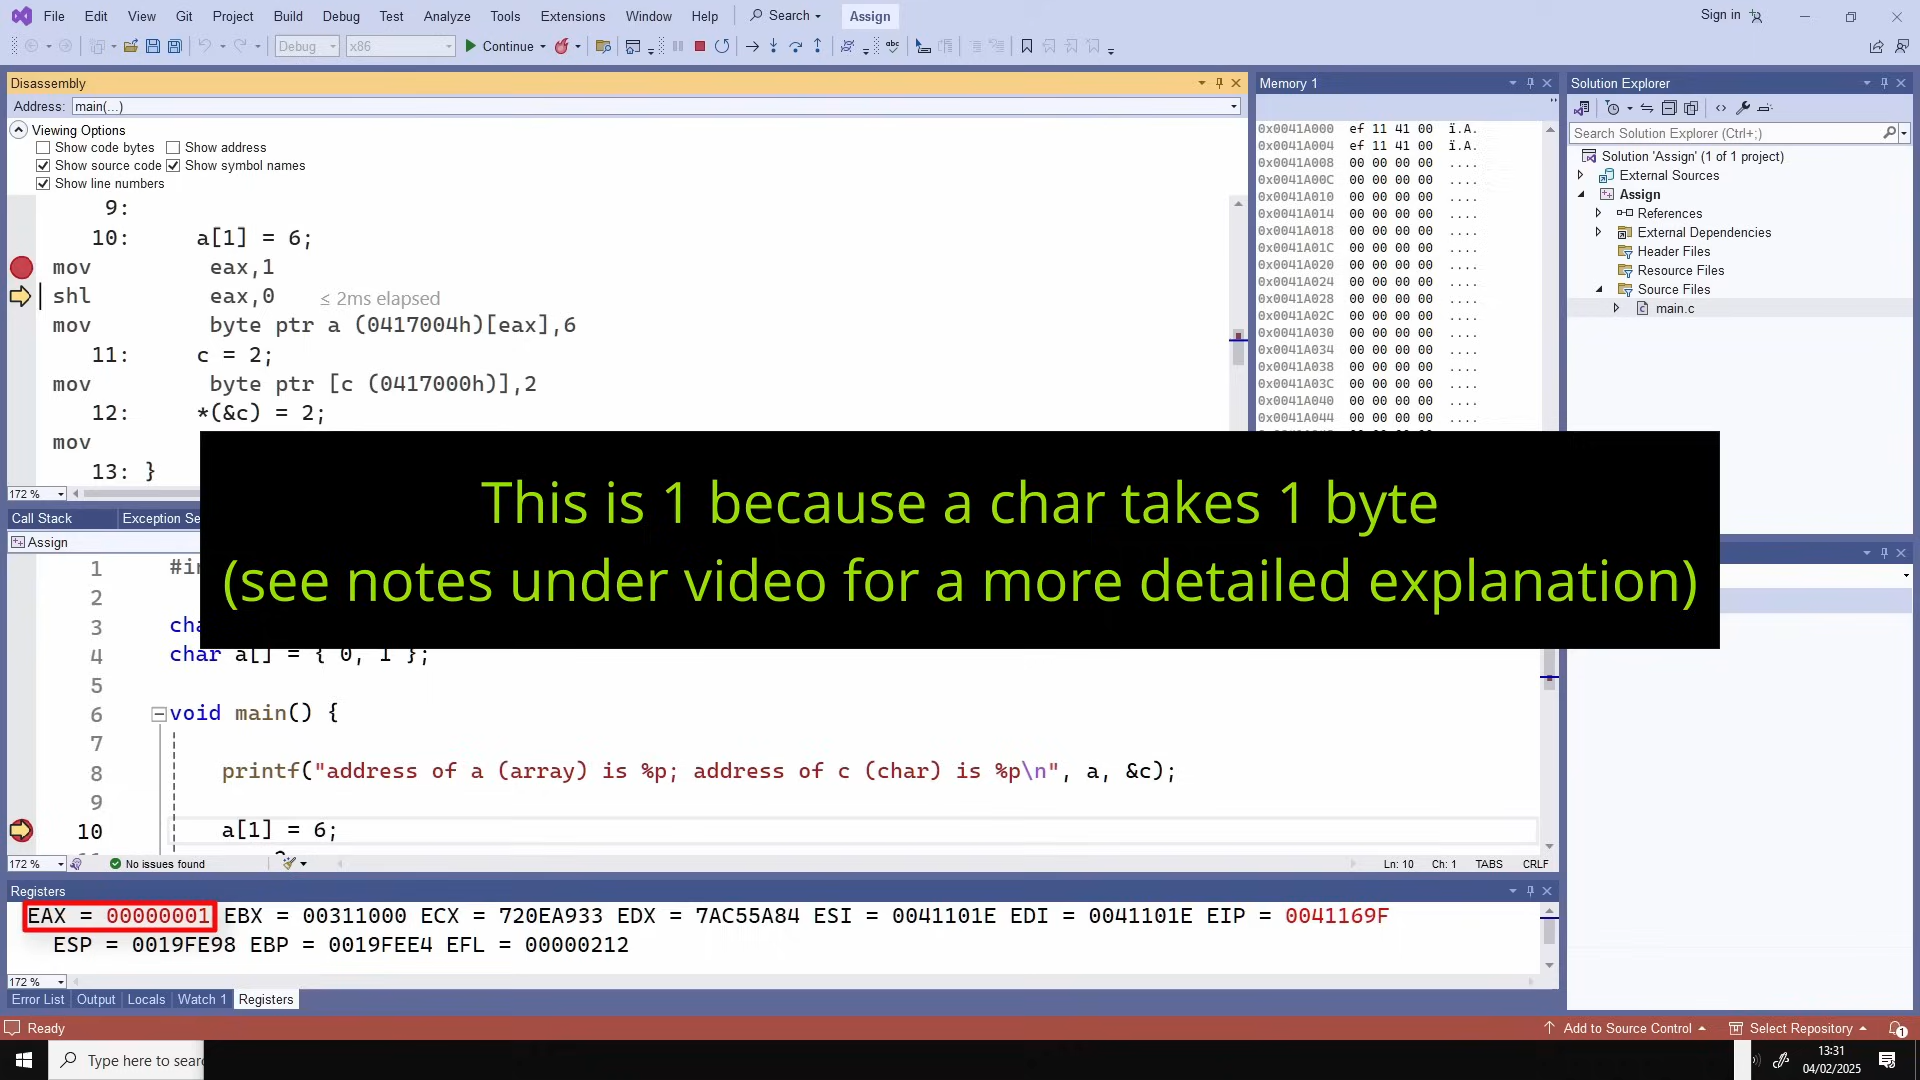 File Edit View Git Project Build Debug Test Analyze Tools Extensions Window Help Search Assign Sign in
Debug x86 Continue
Disassembly
Address: main(...)
Viewing Options
Show code bytes Show address
Show source code Show symbol names
Show line numbers
9:
10: a[1] = 6;
mov eax,1
shl eax,0 ≤ 2ms elapsed
mov byte ptr a (0417004h)[eax],6
11: c = 2;
mov byte ptr [c (0417000h)],2
12: *(&c) = 2;
mov
13: }
172 %
Memory 1
0x0041A000 ef 11 41 00 ï.A.
0x0041A004 ef 11 41 00 ï.A.
0x0041A008 00 00 00 00 ....
0x0041A00C 00 00 00 00 ....
0x0041A010 00 00 00 00 ....
0x0041A014 00 00 00 00 ....
0x0041A018 00 00 00 00 ....
0x0041A01C 00 00 00 00 ....
0x0041A020 00 00 00 00 ....
0x0041A024 00 00 00 00 ....
0x0041A028 00 00 00 00 ....
0x0041A02C 00 00 00 00 ....
0x0041A030 00 00 00 00 ....
0x0041A034 00 00 00 00 ....
0x0041A038 00 00 00 00 ....
0x0041A03C 00 00 00 00 ....
0x0041A040 00 00 00 00 ....
0x0041A044 00 00 00 00 ....
Solution Explorer
Search Solution Explorer (Ctrl+;)
Solution 'Assign' (1 of 1 project)
External Sources
Assign
References
External Dependencies
Header Files
Resource Files
Source Files
main.c
This is 1 because a char takes 1 byte
(see notes under video for a more detailed explanation)
Call Stack Exception Se
Assign
1 #in
2
3 cha
4 char a[] = { 0, 1 };
5
6 void main() {
7
8 printf("address of a (array) is %p; address of c (char) is %p\n", a, &c);
9
10 a[1] = 6;
172 % No issues found Ln: 10 Ch: 1 TABS CRLF
Registers
EAX = 00000001 EBX = 00311000 ECX = 720EA933 EDX = 7AC55A84 ESI = 0041101E EDI = 0041101E EIP = 0041169F
ESP = 0019FE98 EBP = 0019FEE4 EFL = 00000212
172 %
Error List Output Locals Watch 1 Registers
Ready Add to Source Control Select Repository 1
Type here to sear 13:31
04/02/2025